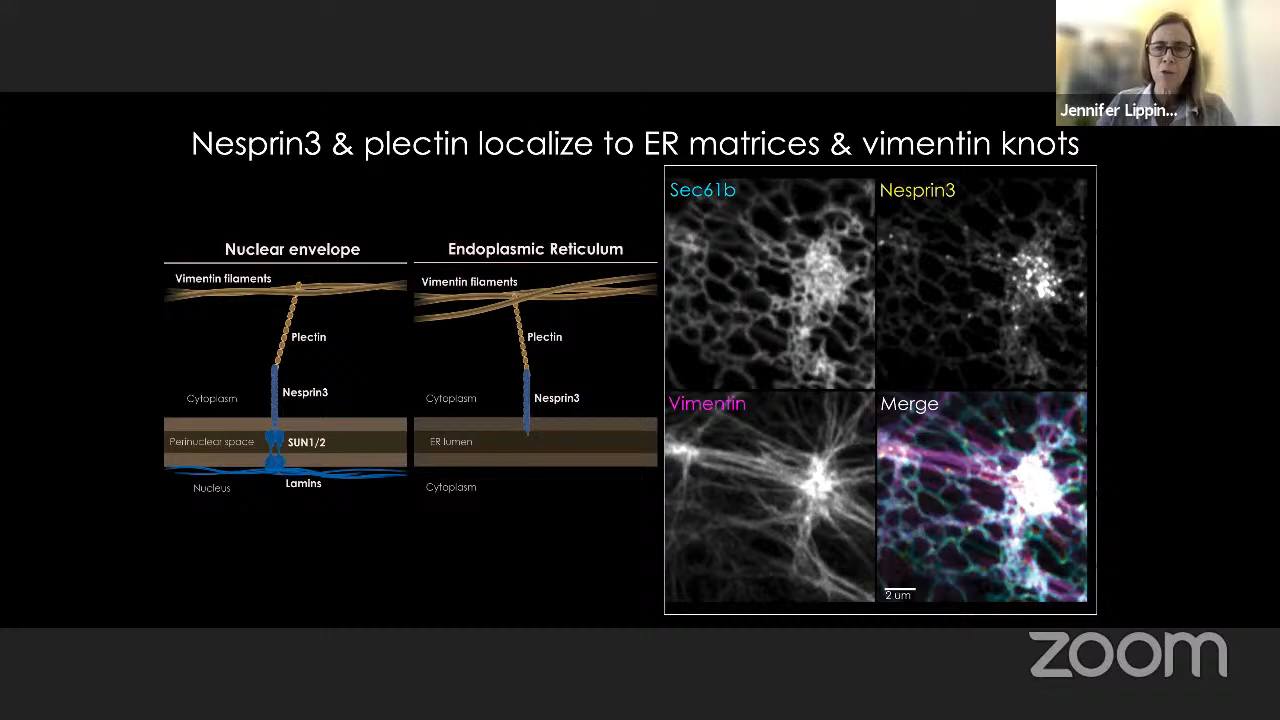 Jennifer Lippin...
Nesprin3 & plectin localize to ER matrices & vimentin knots
Nuclear envelope
Vimentin filaments
Plectin
Nesprin3
Cytoplasm
Perinuclear space
SUN1/2
Lamins
Nucleus
Endoplasmic Reticulum
Vimentin filaments
Plectin
Cytoplasm
Nesprin3
ER lumen
Cytoplasm
Sec61b
Nesprin3
Vimentin
Merge
2 um
zoom